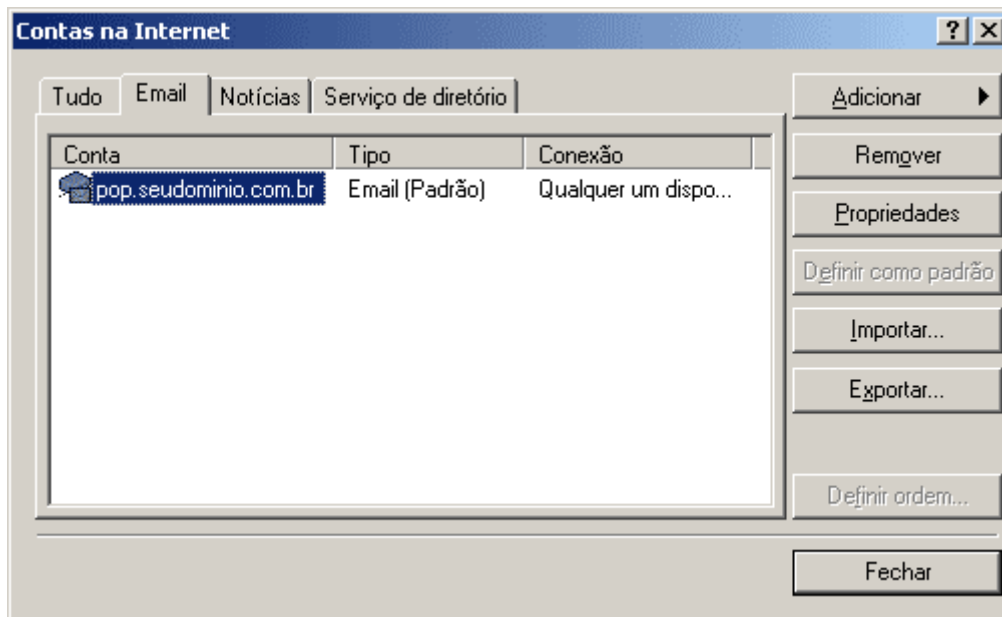 Contas na Internet
Tudo Email Notícias Serviço de diretório
Conta Tipo Conexão
pop.seudominio.com.br Email (Padrão) Qualquer um dispo...
Adicionar
Remover
Propriedades
Definir como padrão
Importar...
Exportar...
Definir ordem...
Fechar